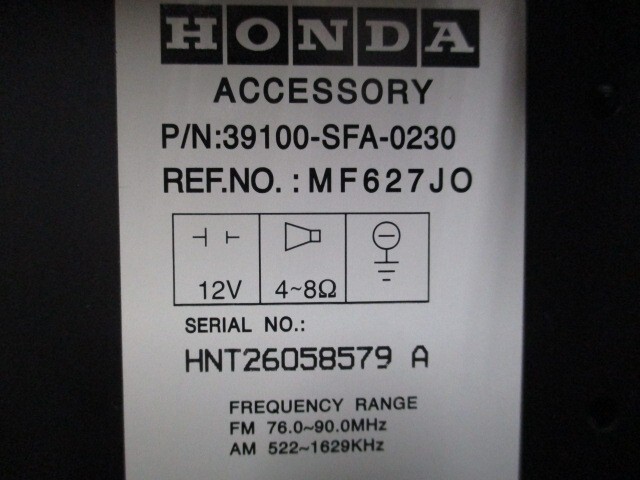 HONDA
ACCESSORY
P/N:39100-SFA-0230
REF.NO.:MF627JO
12V 4~8Ω
SERIAL NO.:
HNT26058579 A
FREQUENCY RANGE
FM 76.0~90.0MHz
AM 522~1629KHz